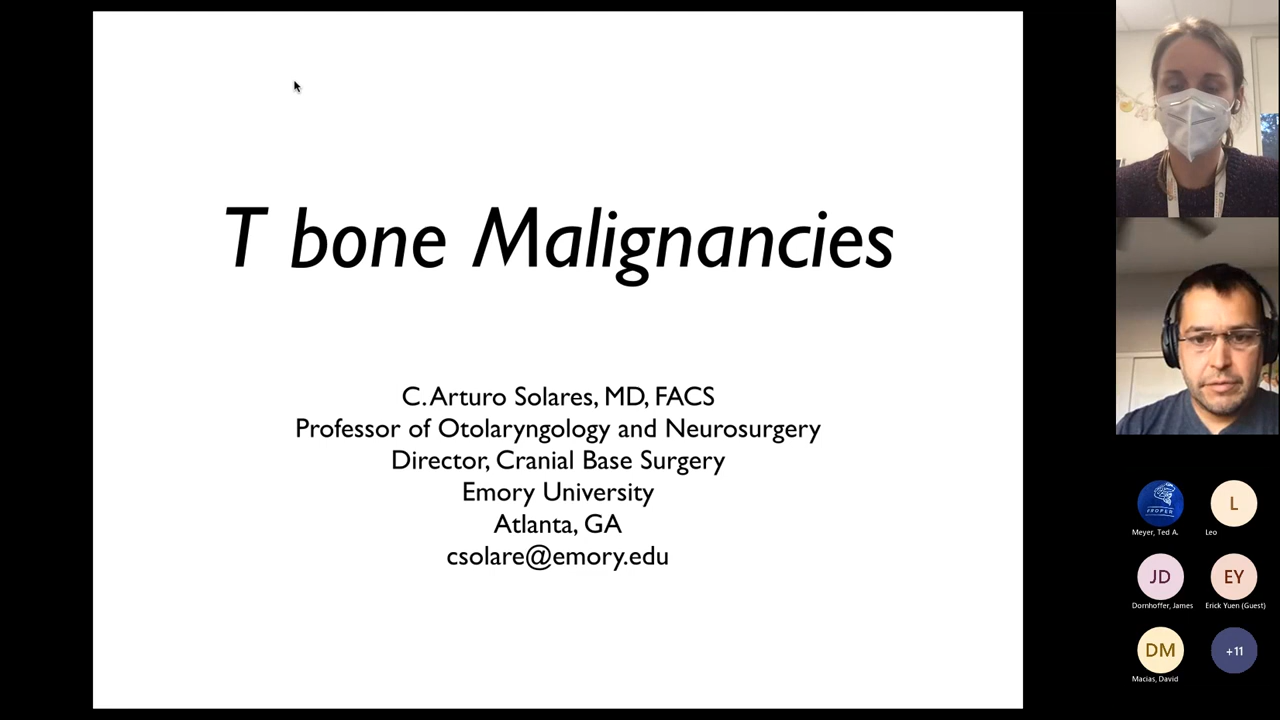 T bone Malignancies
C. Arturo Solares, MD, FACS
Professor of Otolaryngology and Neurosurgery
Director, Cranial Base Surgery
Emory University
Atlanta, GA
csolare@emory.edu
PROPER
Meyer, Ted A.
L
Leo
JD
Dornhoffer, James
EY
Erick Yuen (Guest)
DM
Macias, David
+11